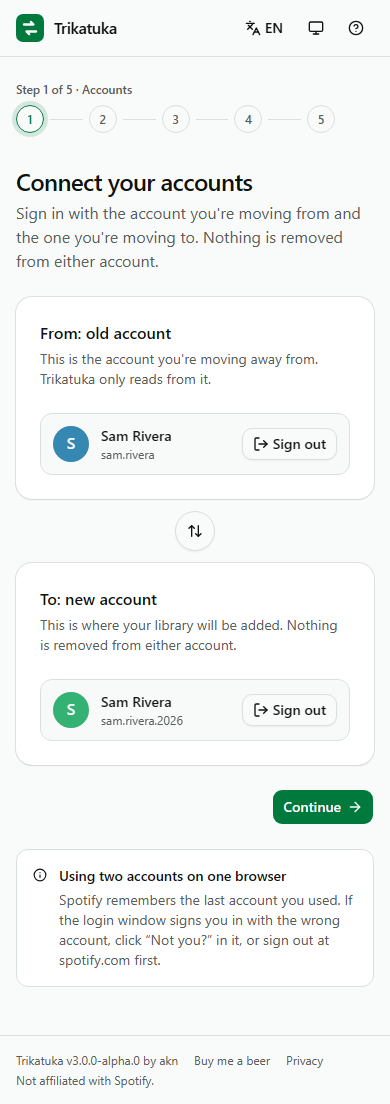 Trikatuka
EN
Step 1 of 5 · Accounts
1
2
3
4
5
Connect your accounts
Sign in with the account you're moving from and
the one you're moving to. Nothing is removed
from either account.
From: old account
This is the account you're moving away from.
Trikatuka only reads from it.
S
Sam Rivera
sam.rivera
Sign out
To: new account
This is where your library will be added. Nothing
is removed from either account.
S
Sam Rivera
sam.rivera.2026
Sign out
Continue
Using two accounts on one browser
Spotify remembers the last account you used. If
the login window signs you in with the wrong
account, click “Not you?” in it, or sign out at
spotify.com first.
Trikatuka v3.0.0-alpha.0 by akn
Buy me a beer
Privacy
Not affiliated with Spotify.